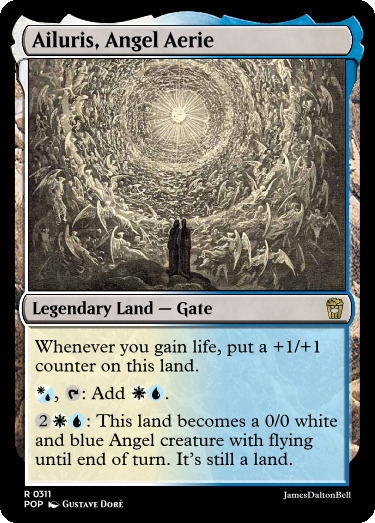 Ailuris, Angel Aerie
Legendary Land — Gate
Whenever you gain life, put a +1/+1
counter on this land.
, : Add .
2: This land becomes a 0/0 white
and blue Angel creature with flying
until end of turn. It's still a land.
R 0311
POP Gustave Doré
JamesDaltonBell